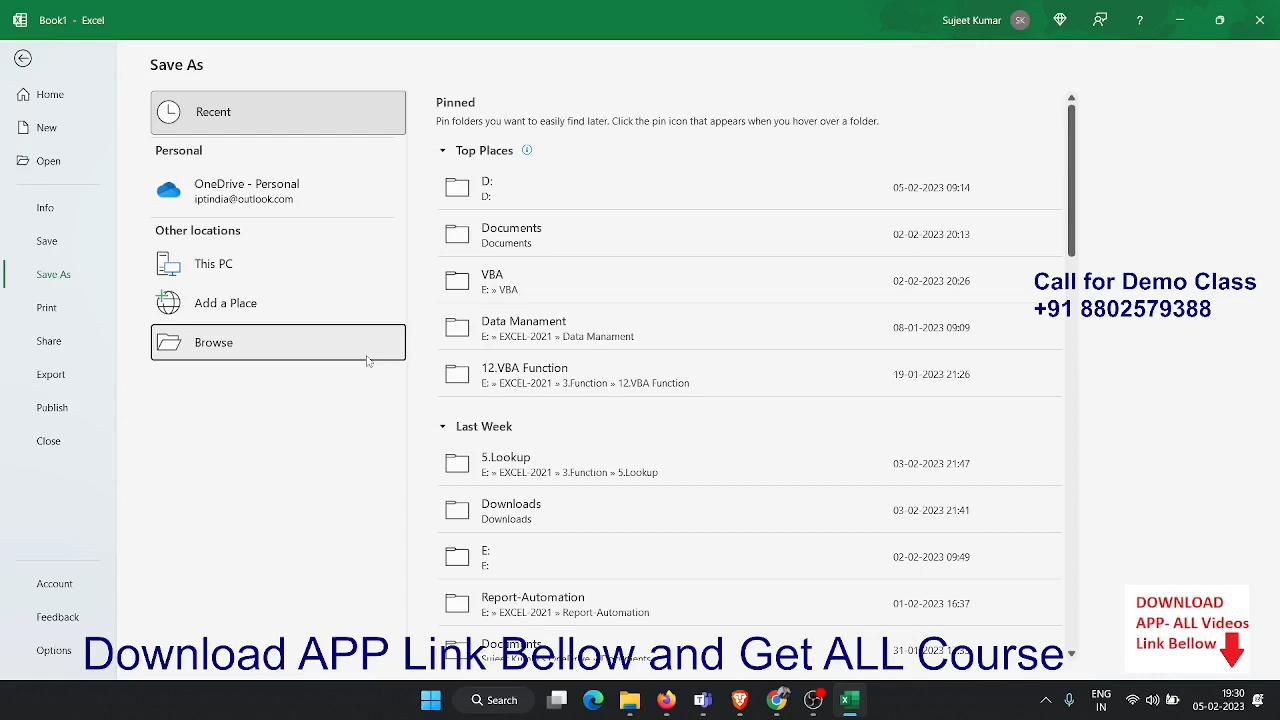 Book1 - Excel
Sujeet Kumar SK ?
Save As
Home
New
Open
Info
Save
Save As
Print
Share
Export
Publish
Close
Account
Feedback
Options
Recent
Personal
OneDrive - Personal
iptindia@outlook.com
Other locations
This PC
Add a Place
Browse
Pinned
Pin folders you want to easily find later. Click the pin icon that appears when you hover over a folder.
Top Places
D: 05-02-2023 09:14
D:
Documents 02-02-2023 20:13
Documents
VBA 02-02-2023 20:26
E: » VBA
Data Manament 08-01-2023 09:09
E: » EXCEL-2021 » Data Manament
12.VBA Function 19-01-2023 21:26
E: » EXCEL-2021 » 3.Function » 12.VBA Function
Last Week
5.Lookup 03-02-2023 21:47
E: » EXCEL-2021 » 3.Function » 5.Lookup
Downloads 03-02-2023 21:41
Downloads
E: 02-02-2023 09:49
E:
Report-Automation 01-02-2023 16:37
E: » EXCEL-2021 » Report-Automation
Documents 31-01-2023
Sujeet Kumar's OneDrive » Documents
Call for Demo Class
+91 8802579388
DOWNLOAD
APP- ALL Videos
Link Bellow
Download APP Link Bellow and Get ALL Course
Search
ENG
IN
19:30
05-02-2023